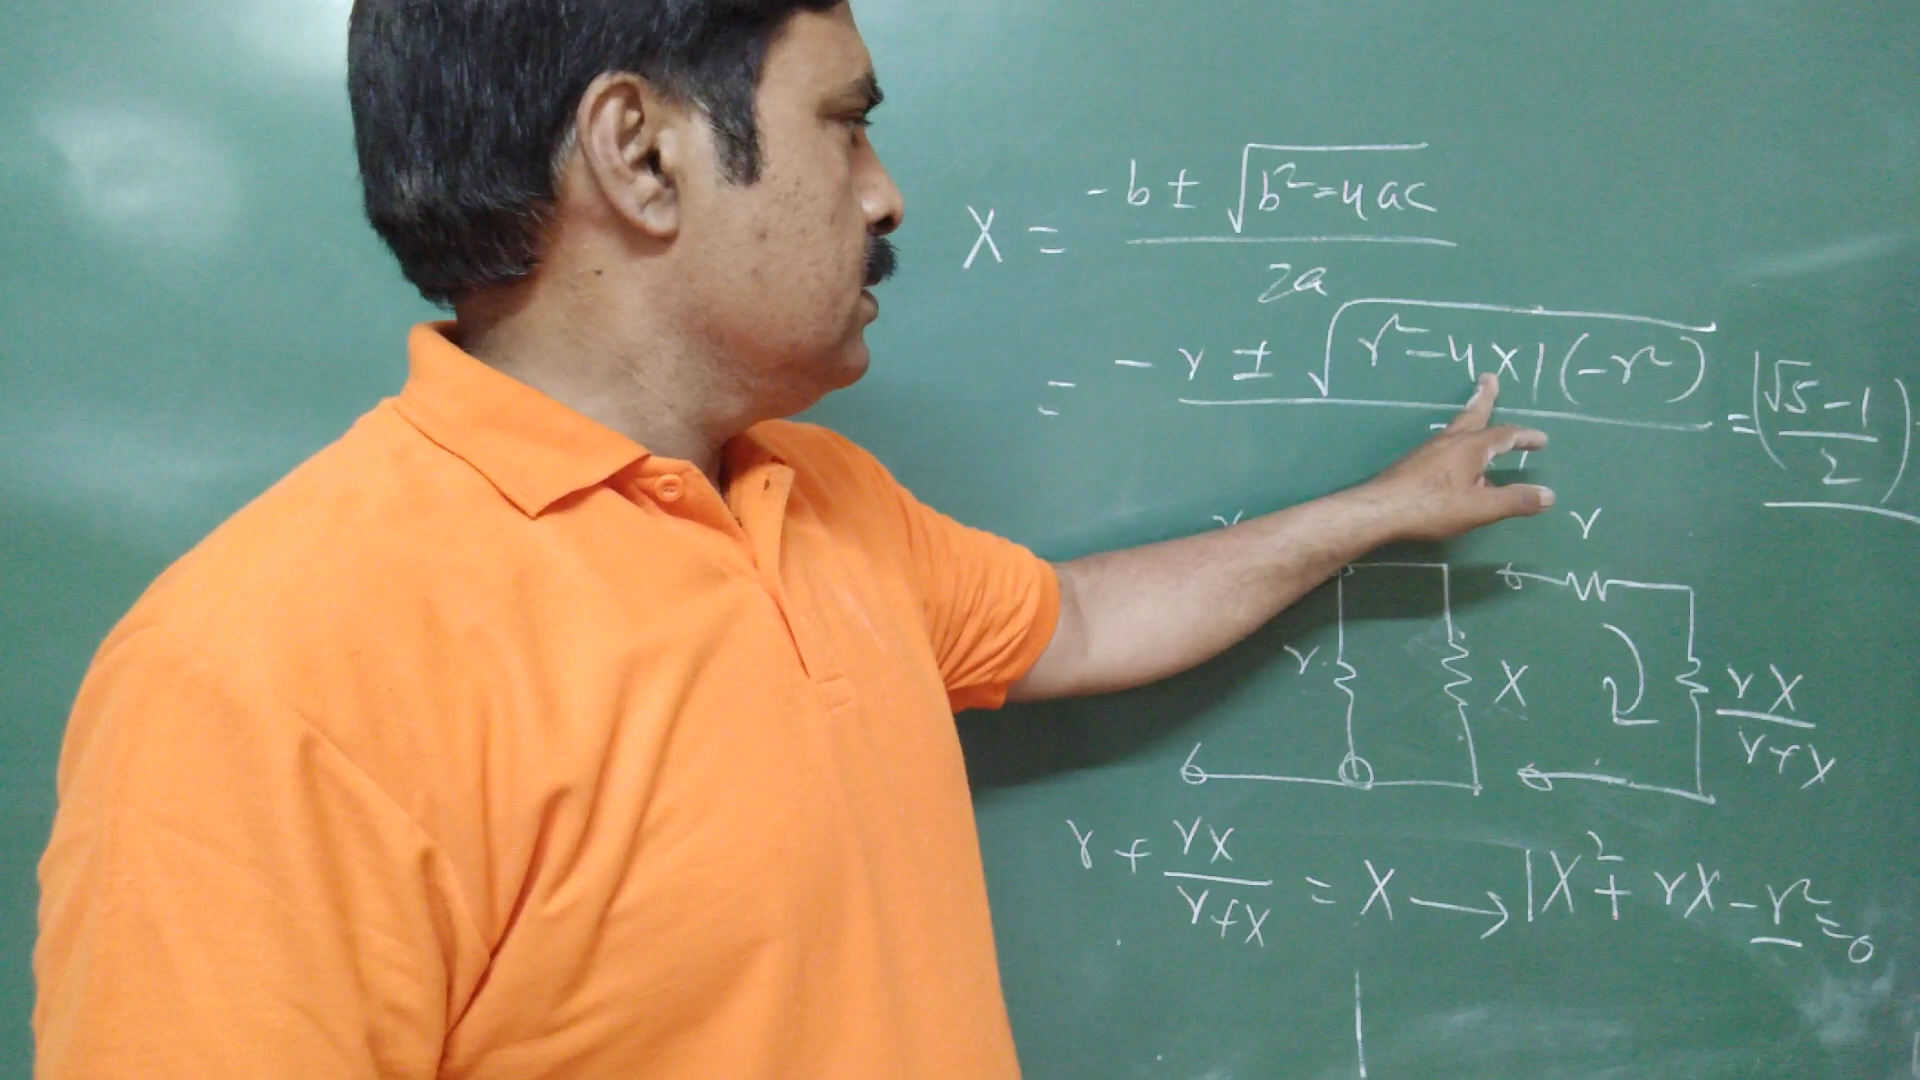 X = -b ± √b²-4ac / 2a
= -r ± √r²-4×1(-r²) = (√5-1 / 2)
r
r X rX / r+X
r + rX / r+X = X → 1X² + rX - r² = 0